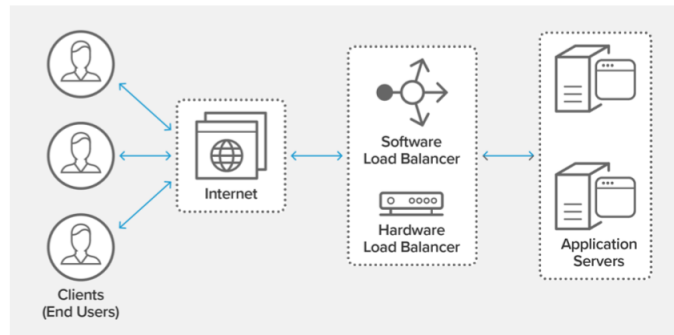 Clients
(End Users)
Internet
Software
Load Balancer
Hardware
Load Balancer
Application
Servers